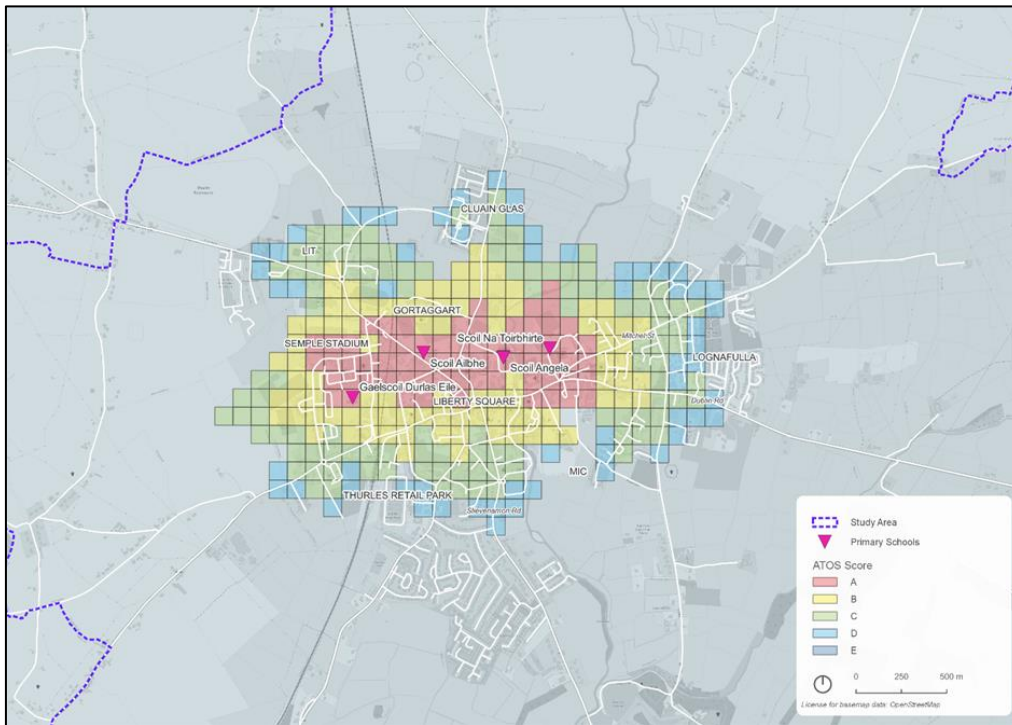 CLUAIN GLAS
LIT
GORTAGGART
Scoil Na Toirbhirte
Mitchel St
SEMPLE STADIUM
Scoil Ailbhe
Scoil Angela
LOGNAFULLA
Gaelscoil Durlas Eile
LIBERTY SQUARE
Dublin Rd
MIC
THURLES RETAIL PARK
Slievenamon Rd
Study Area
Primary Schools
ATOS Score
A
B
C
D
E
0 250 500 m
License for basemap data: OpenStreetMap